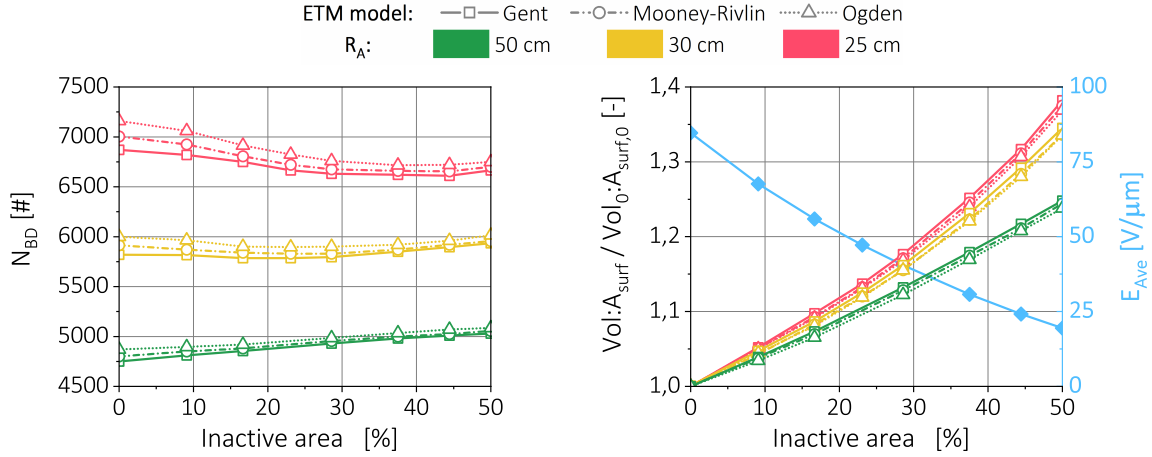 ETM model: Gent Mooney-Rivlin Ogden
R_A: 50 cm 30 cm 25 cm
N_BD [#]
7500
7000
6500
6000
5500
5000
4500
0 10 20 30 40 50
Inactive area [%]
Vol:A_surf / Vol_0:A_surf,0 [-]
1,4
1,3
1,2
1,1
1,0
0 10 20 30 40 50
Inactive area [%]
100
75
50
25
0
E_Ave [V/μm]